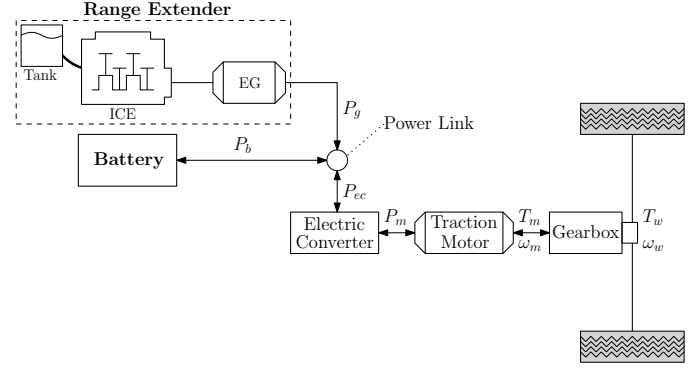 Range Extender
Tank
ICE
EG
P_g
Power Link
Battery
P_b
P_ec
Electric
Converter
P_m
Traction
Motor
T_m
ω_m
Gearbox
T_w
ω_w